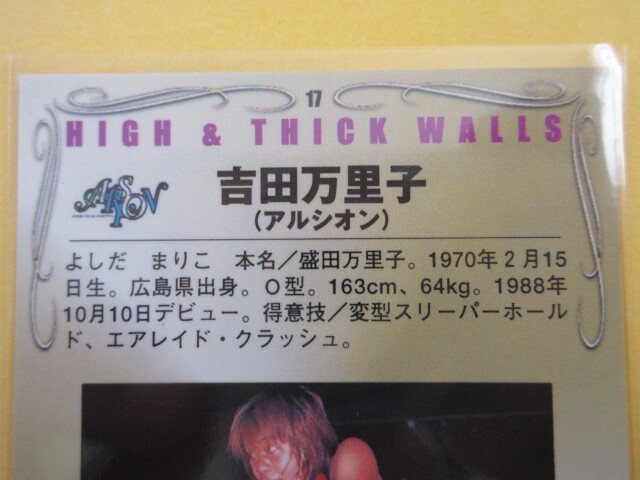 17
HIGH & THICK WALLS
ARSION
吉田万里子
(アルシオン)
よしだ　まりこ　本名／盛田万里子。1970年２月15
日生。広島県出身。Ｏ型。163cm、64kg。1988年
10月10日デビュー。得意技／変型スリーパーホール
ド、エアレイド・クラッシュ。